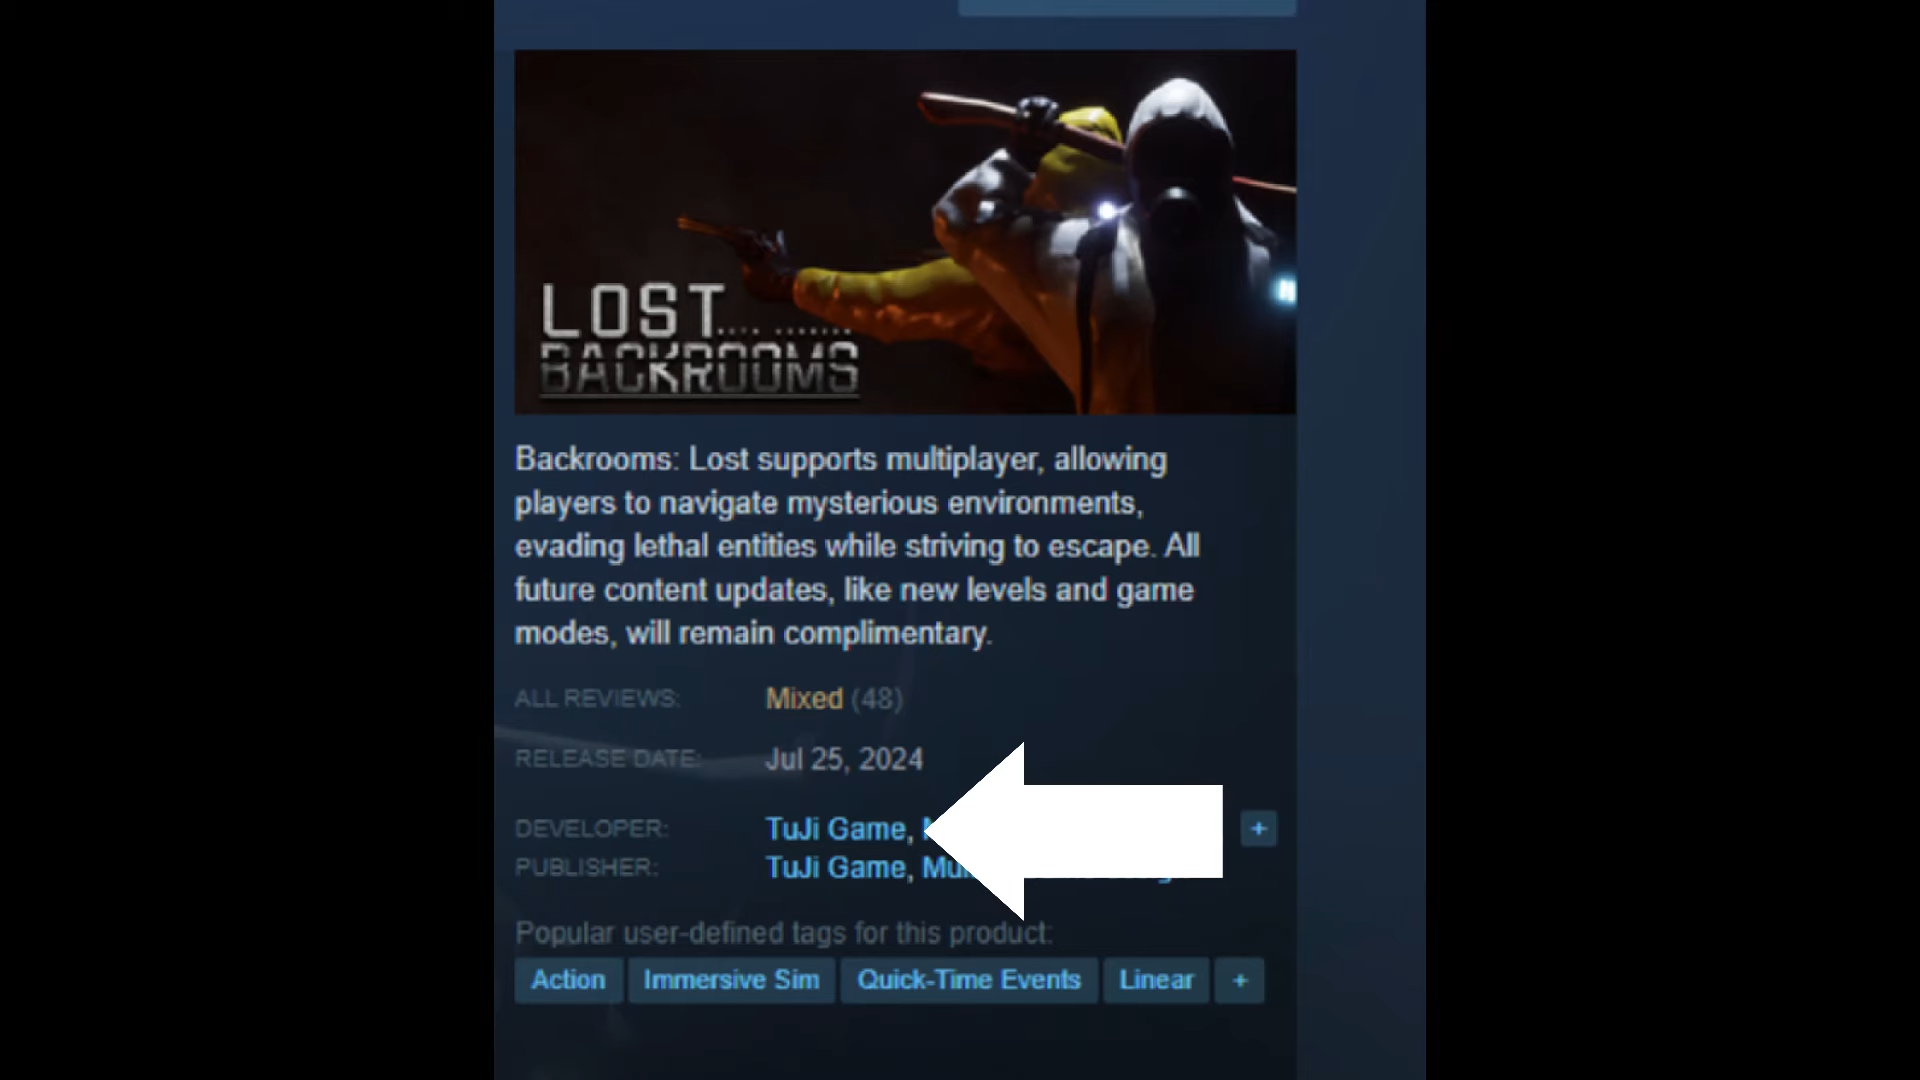 LOST
BACKROOMS
Backrooms: Lost supports multiplayer, allowing
players to navigate mysterious environments,
evading lethal entities while striving to escape. All
future content updates, like new levels and game
modes, will remain complimentary.
ALL REVIEWS: Mixed (48)
RELEASE DATE: Jul 25, 2024
DEVELOPER: TuJi Game,
PUBLISHER: TuJi Game,
Popular user-defined tags for this product:
Action Immersive Sim Quick-Time Events Linear +